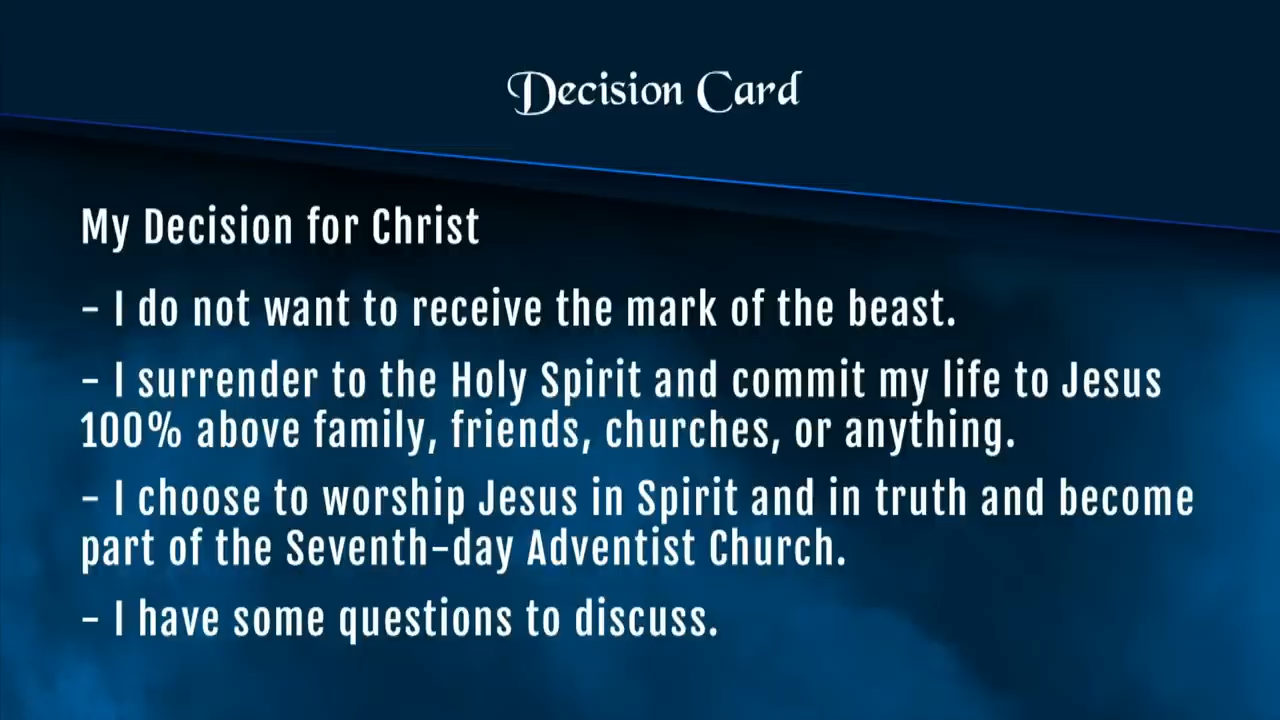 Decision Card
My Decision for Christ
- I do not want to receive the mark of the beast.
- I surrender to the Holy Spirit and commit my life to Jesus
100% above family, friends, churches, or anything.
- I choose to worship Jesus in Spirit and in truth and become
part of the Seventh-day Adventist Church.
- I have some questions to discuss.